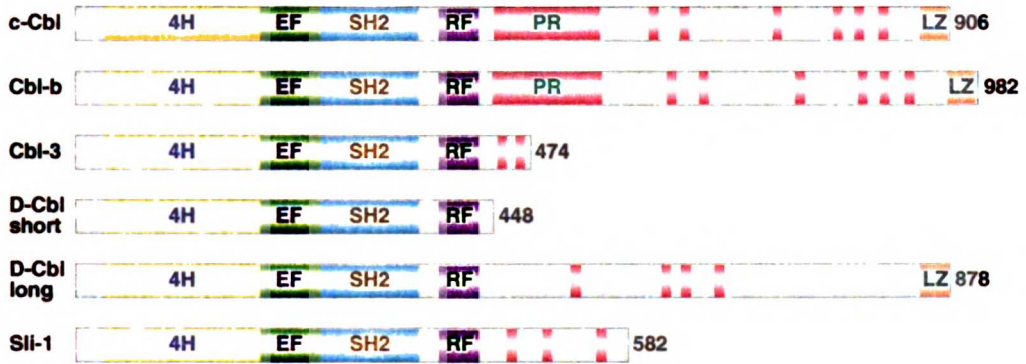 c-Cbl 4H EF SH2 RF PR LZ 906
Cbl-b 4H EF SH2 RF PR LZ 982
Cbl-3 4H EF SH2 RF 474
D-Cbl
short 4H EF SH2 RF 448
D-Cbl
long 4H EF SH2 RF LZ 878
Sli-1 4H EF SH2 RF 582